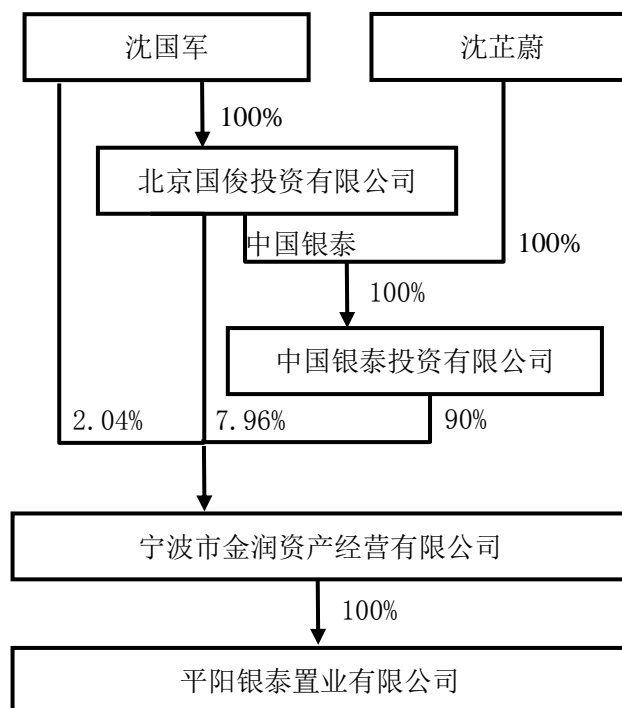 沈国军
沈芷蔚
100%
北京国俊投资有限公司
中国银泰
100%
100%
中国银泰投资有限公司
2.04%
7.96%
90%
宁波市金润资产经营有限公司
100%
平阳银泰置业有限公司